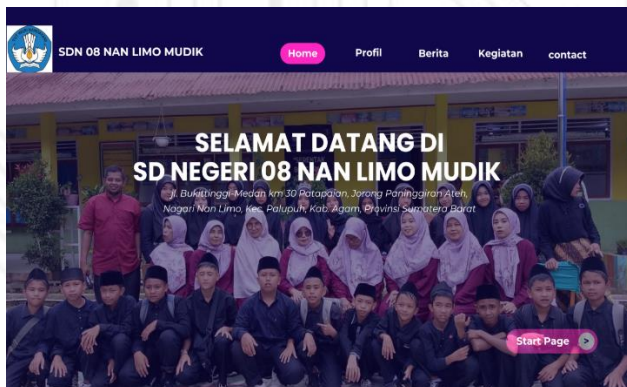 SDN 08 NAN LIMO MUDIK
Home Profil Berita Kegiatan contact
SELAMAT DATANG DI
SD NEGERI 08 NAN LIMO MUDIK
Jl. Bukittinggi-Medan km 30 Patapaian, Jorong Paninggiran Ateh,
Nagari Nan Limo, Kec. Palupuh, Kab. Agam, Provinsi Sumatera Barat
Start Page >